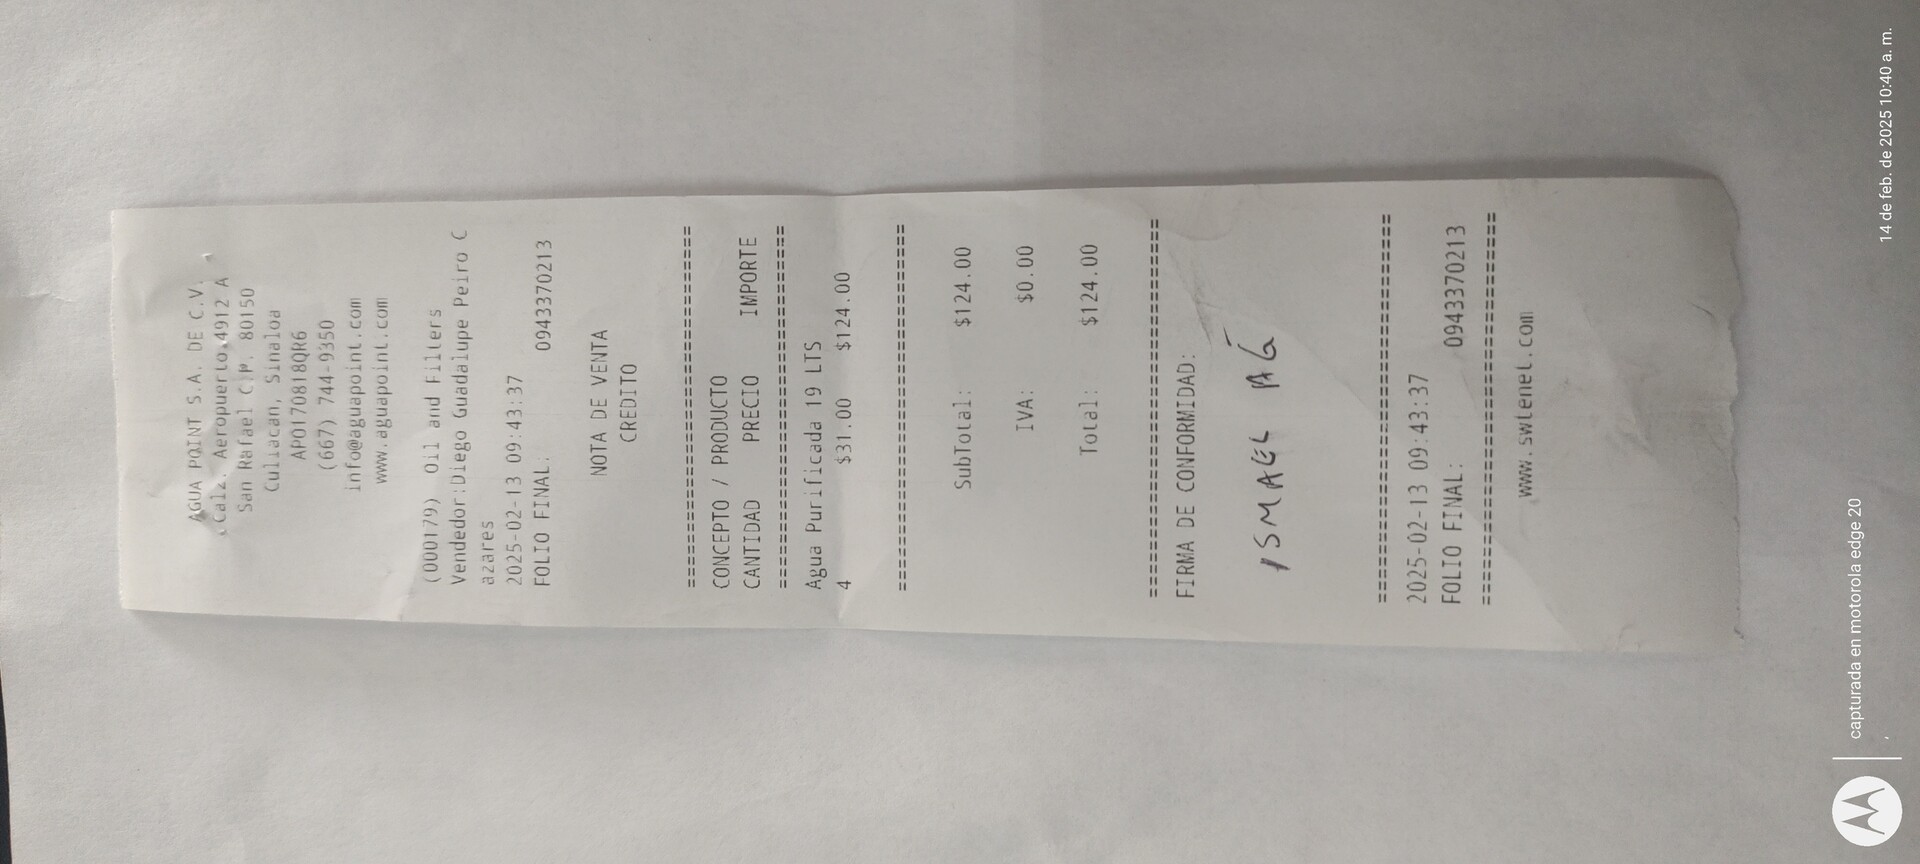 AGUA POINT S.A. DE C.V.
Calz. Aeropuerto 4912 A
San Rafael C.P. 80150
Culiacan, Sinaloa
APO170818QR6
(667) 744-9350
info@aguapoint.com
www.aguapoint.com
(000179) Oil and Filters
Vendedor:Diego Guadalupe Peiro C
azares
2025-02-13 09:43:37
FOLIO FINAL: 0943370213
NOTA DE VENTA
CREDITO
================================
CONCEPTO / PRODUCTO
CANTIDAD PRECIO IMPORTE
================================
Agua Purificada 19 LTS
4 $31.00 $124.00
================================
SubTotal: $124.00
IVA: $0.00
Total: $124.00
================================
FIRMA DE CONFORMIDAD:
ISMAEL
================================
2025-02-13 09:43:37
FOLIO FINAL: 0943370213
================================
www.swtenet.com
capturada en motorola edge 20
14 de feb. de 2025 10:40 a. m.